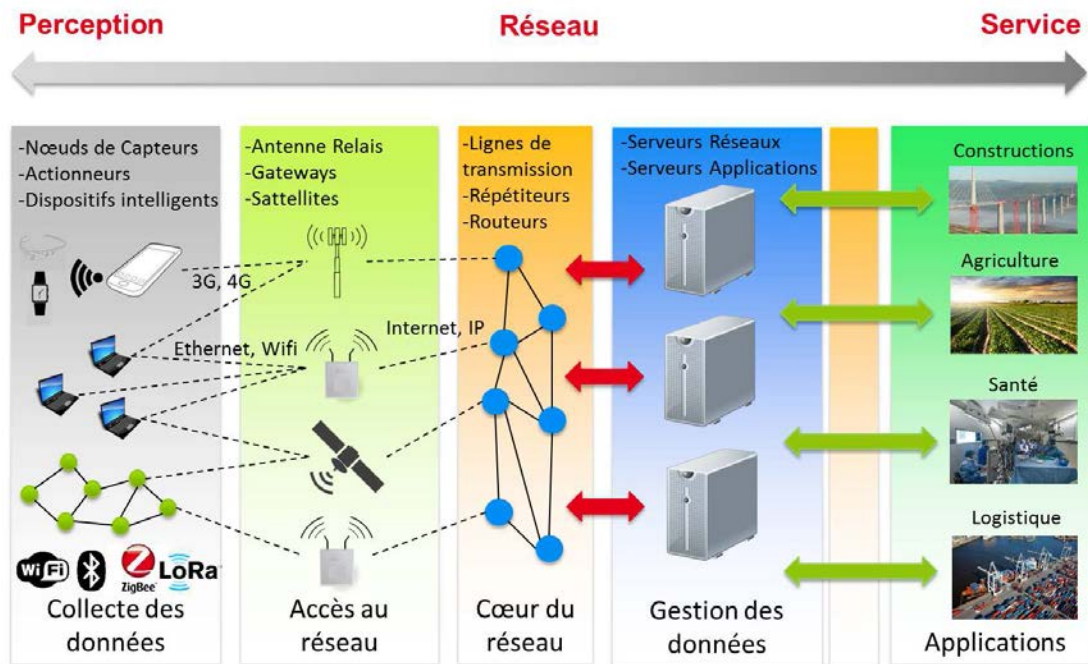 Perception
Réseau
Service
-Nœuds de Capteurs
-Actionneurs
-Dispositifs intelligents
-Antenne Relais
-Gateways
-Sattellites
-Lignes de
transmission
-Répétiteurs
-Routeurs
-Serveurs Réseaux
-Serveurs Applications
Constructions
Agriculture
Santé
Logistique
3G, 4G
Ethernet, Wifi
Internet, IP
WiFi
ZigBee
LoRa
Collecte des
données
Accès au
réseau
Cœur du
réseau
Gestion des
données
Applications